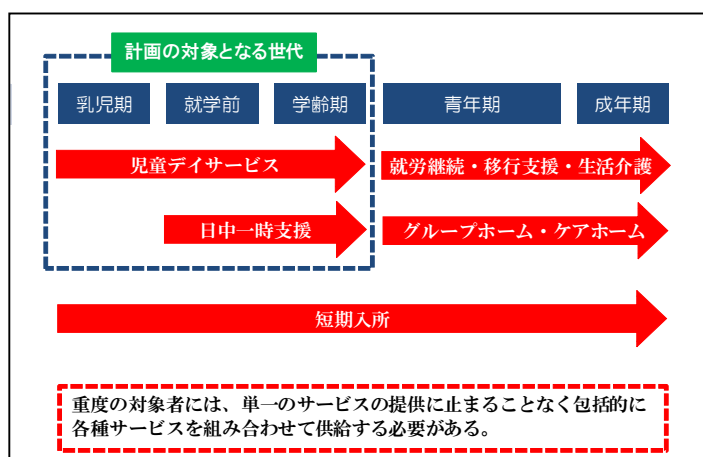 計画の対象となる世代
乳児期
就学前
学齢期
青年期
成年期
児童デイサービス
就労継続・移行支援・生活介護
日中一時支援
グループホーム・ケアホーム
短期入所
重度の対象者には、単一のサービスの提供に止まることなく包括的に
各種サービスを組み合わせて供給する必要がある。